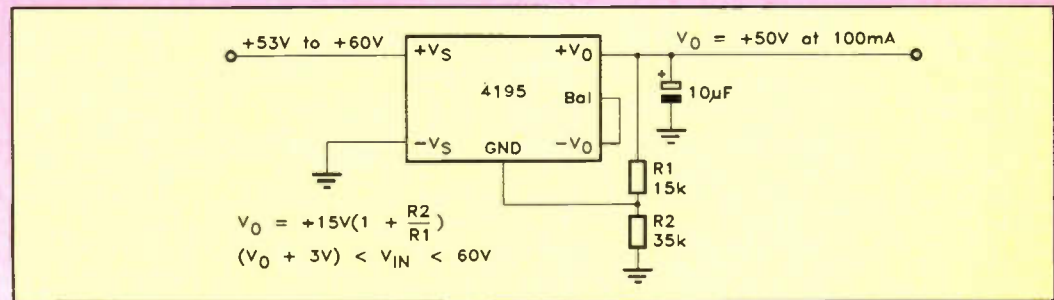 +53V to +60V
+VS
+VO
VO = +50V at 100mA
4195
Bal
+
10µF
-VS
GND
-VO
R1
15k
R2
35k
VO = +15V(1 + R2/R1)
(VO + 3V) < VIN < 60V